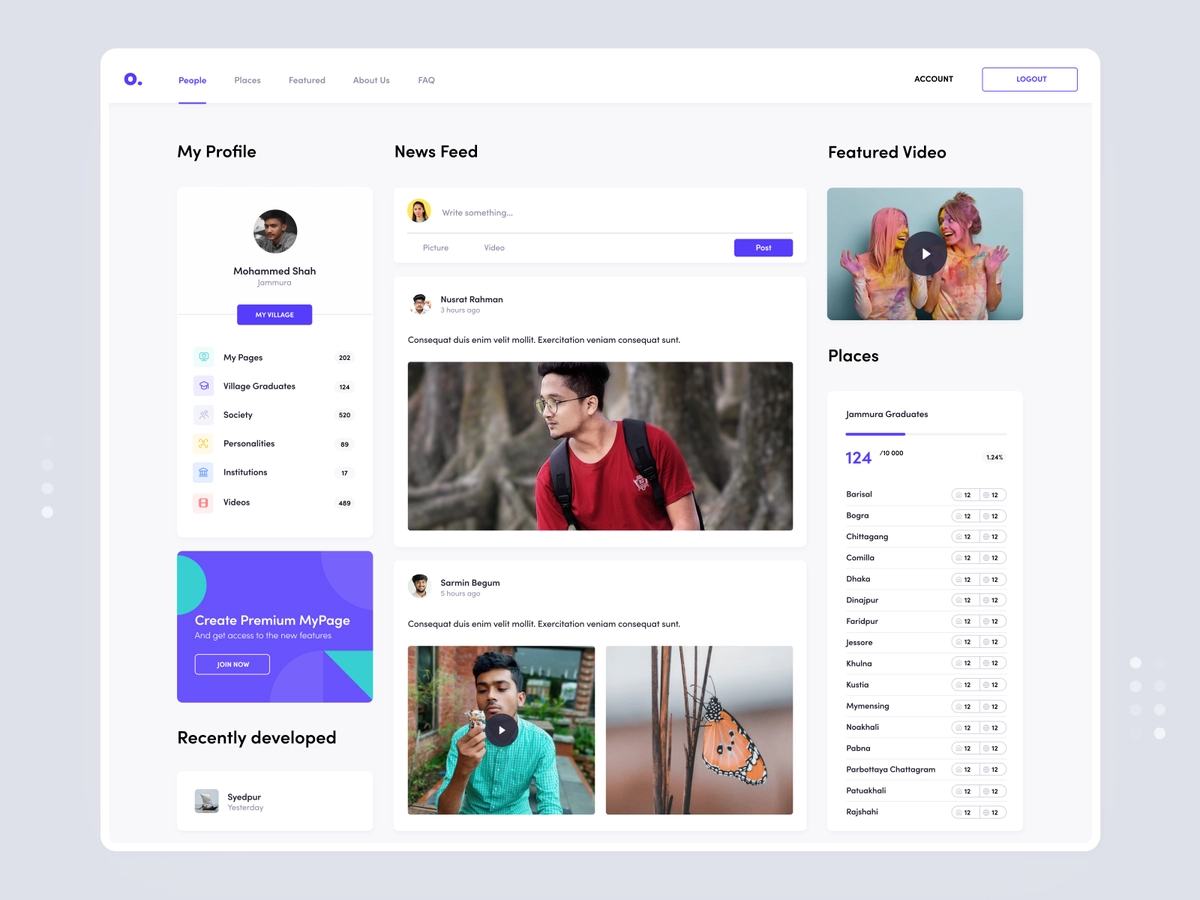 o.
People
Places
Featured
About Us
FAQ
ACCOUNT
LOGOUT
My Profile
Mohammed Shah
Jammura
MY VILLAGE
My Pages 202
Village Graduates 124
Society 520
Personalities 89
Institutions 17
Videos 489
Create Premium MyPage
And get access to the new features
JOIN NOW
Recently developed
Syedpur
Yesterday
News Feed
Write something...
Picture
Video
Post
Nusrat Rahman
3 hours ago
Consequat duis enim velit mollit. Exercitation veniam consequat sunt.
Sarmin Begum
5 hours ago
Consequat duis enim velit mollit. Exercitation veniam consequat sunt.
Featured Video
Places
Jammura Graduates
124 /10 000 1.24%
Barisal 12 12
Bogra 12 12
Chittagang 12 12
Comilla 12 12
Dhaka 12 12
Dinajpur 12 12
Faridpur 12 12
Jessore 12 12
Khulna 12 12
Kustia 12 12
Mymensing 12 12
Noakhali 12 12
Pabna 12 12
Parbottaya Chattagram 12 12
Patuakhali 12 12
Rajshahi 12 12